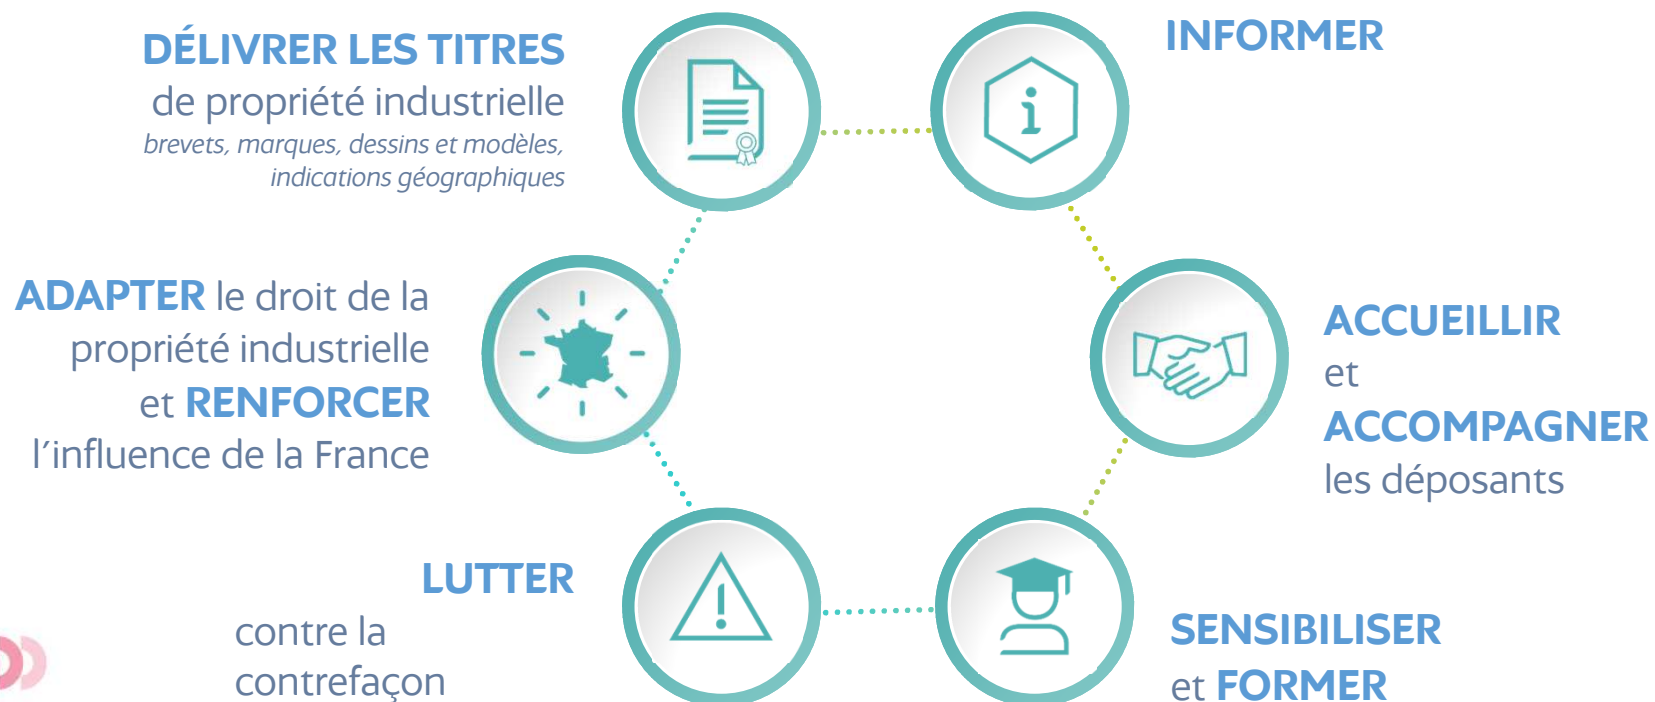 DÉLIVRER LES TITRES
de propriété industrielle
brevets, marques, dessins et modèles,
indications géographiques
INFORMER
ADAPTER le droit de la
propriété industrielle
et RENFORCER
l’influence de la France
ACCUEILLIR
et
ACCOMPAGNER
les déposants
LUTTER
contre la
contrefaçon
SENSIBILISER
et FORMER